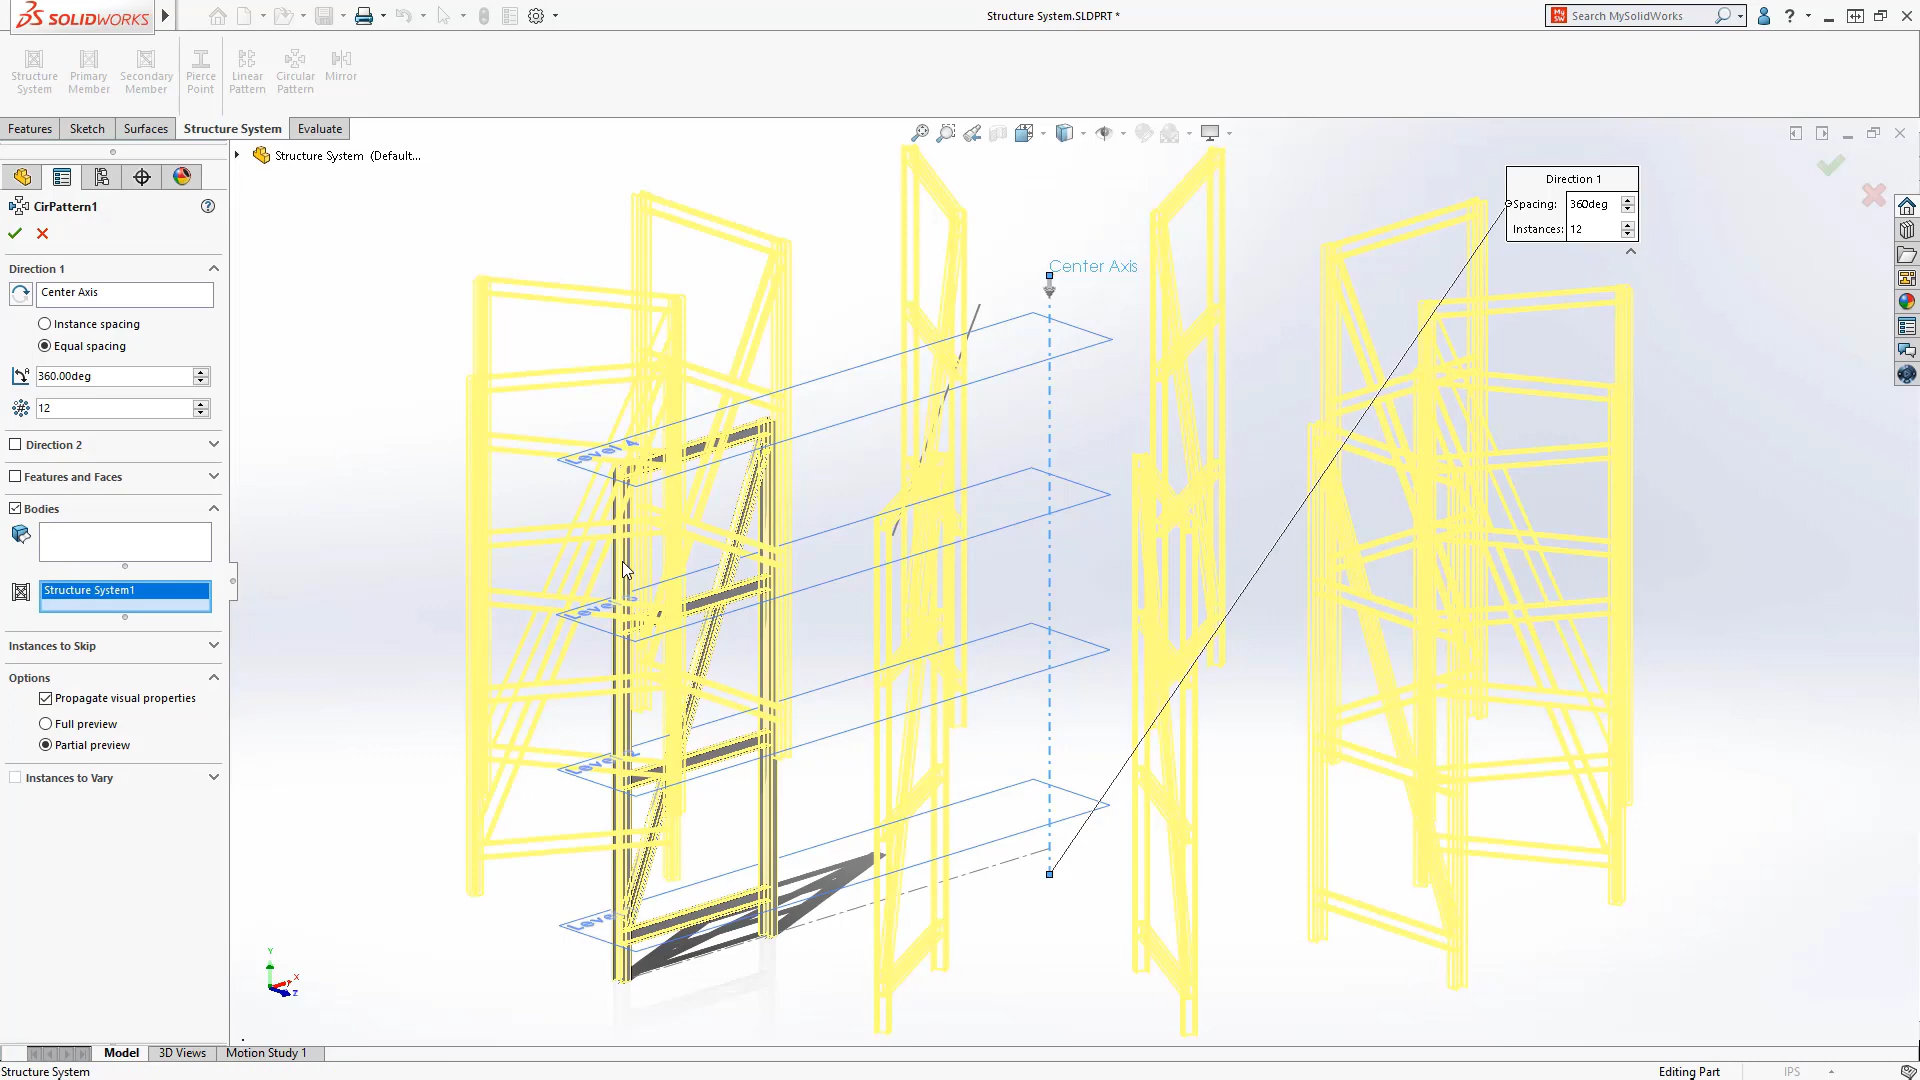 SOLIDWORKS
Structure System.SLDPRT *
Search MySolidWorks
Structure System
Primary Member
Secondary Member
Pierce Point
Linear Pattern
Circular Pattern
Mirror
Features
Sketch
Surfaces
Structure System
Evaluate
Structure System (Default...
CirPattern1
Direction 1
Center Axis
Instance spacing
Equal spacing
360.00deg
12
Direction 2
Features and Faces
Bodies
Structure System1
Instances to Skip
Options
Propagate visual properties
Full preview
Partial preview
Instances to Vary
Direction 1
Spacing: 360deg
Instances: 12
Center Axis
Level 4
Y
X
Z
Model
3D Views
Motion Study 1
Structure System
Editing Part
IPS